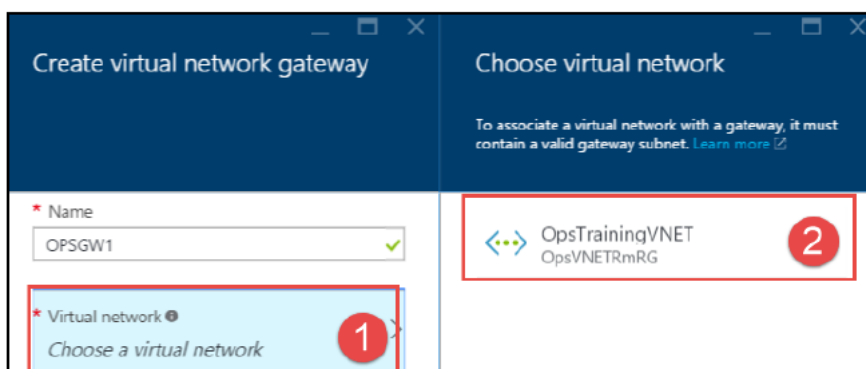 Create virtual network gateway
* Name
OPSGW1
* Virtual network
Choose a virtual network
1
Choose virtual network
To associate a virtual network with a gateway, it must
contain a valid gateway subnet. Learn more
OpsTrainingVNET
OpsVNETRmRG
2